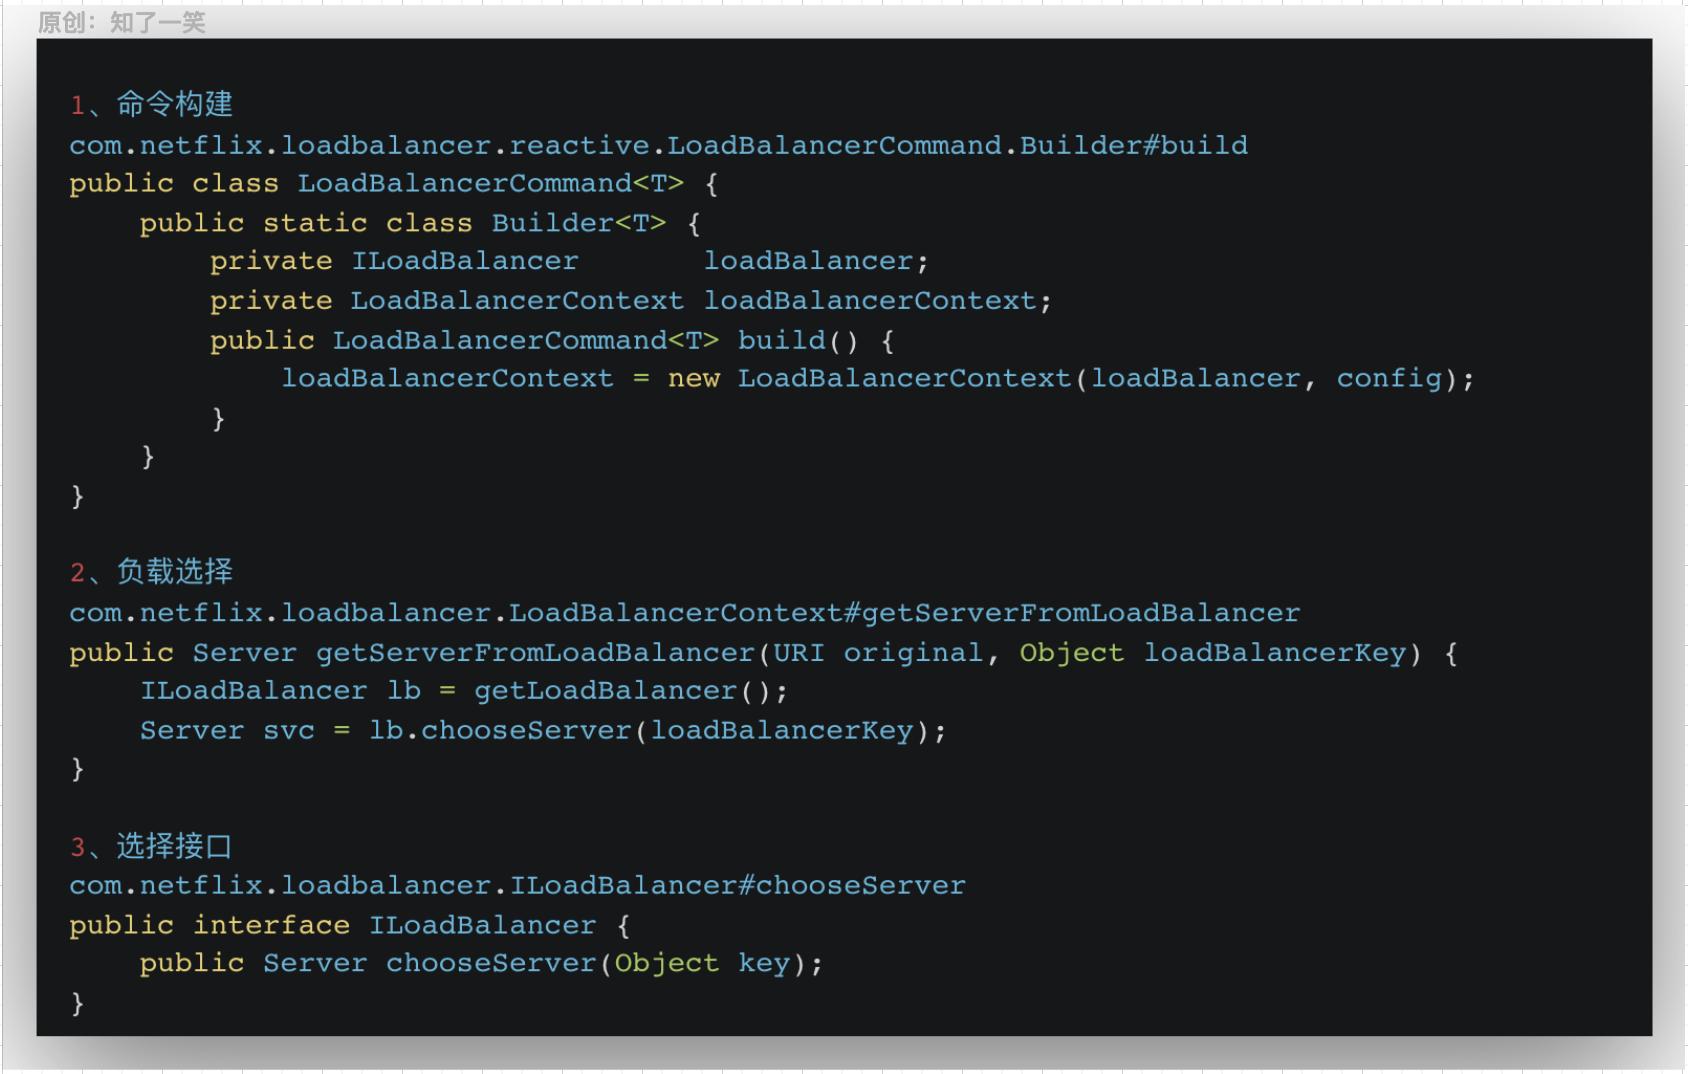 原创：知了一笑
1、命令构建
com.netflix.loadbalancer.reactive.LoadBalancerCommand.Builder#build
public class LoadBalancerCommand<T> {
    public static class Builder<T> {
        private ILoadBalancer       loadBalancer;
        private LoadBalancerContext loadBalancerContext;
        public LoadBalancerCommand<T> build() {
            loadBalancerContext = new LoadBalancerContext(loadBalancer, config);
        }
    }
}
2、负载选择
com.netflix.loadbalancer.LoadBalancerContext#getServerFromLoadBalancer
public Server getServerFromLoadBalancer(URI original, Object loadBalancerKey) {
    ILoadBalancer lb = getLoadBalancer();
    Server svc = lb.chooseServer(loadBalancerKey);
}
3、选择接口
com.netflix.loadbalancer.ILoadBalancer#chooseServer
public interface ILoadBalancer {
    public Server chooseServer(Object key);
}